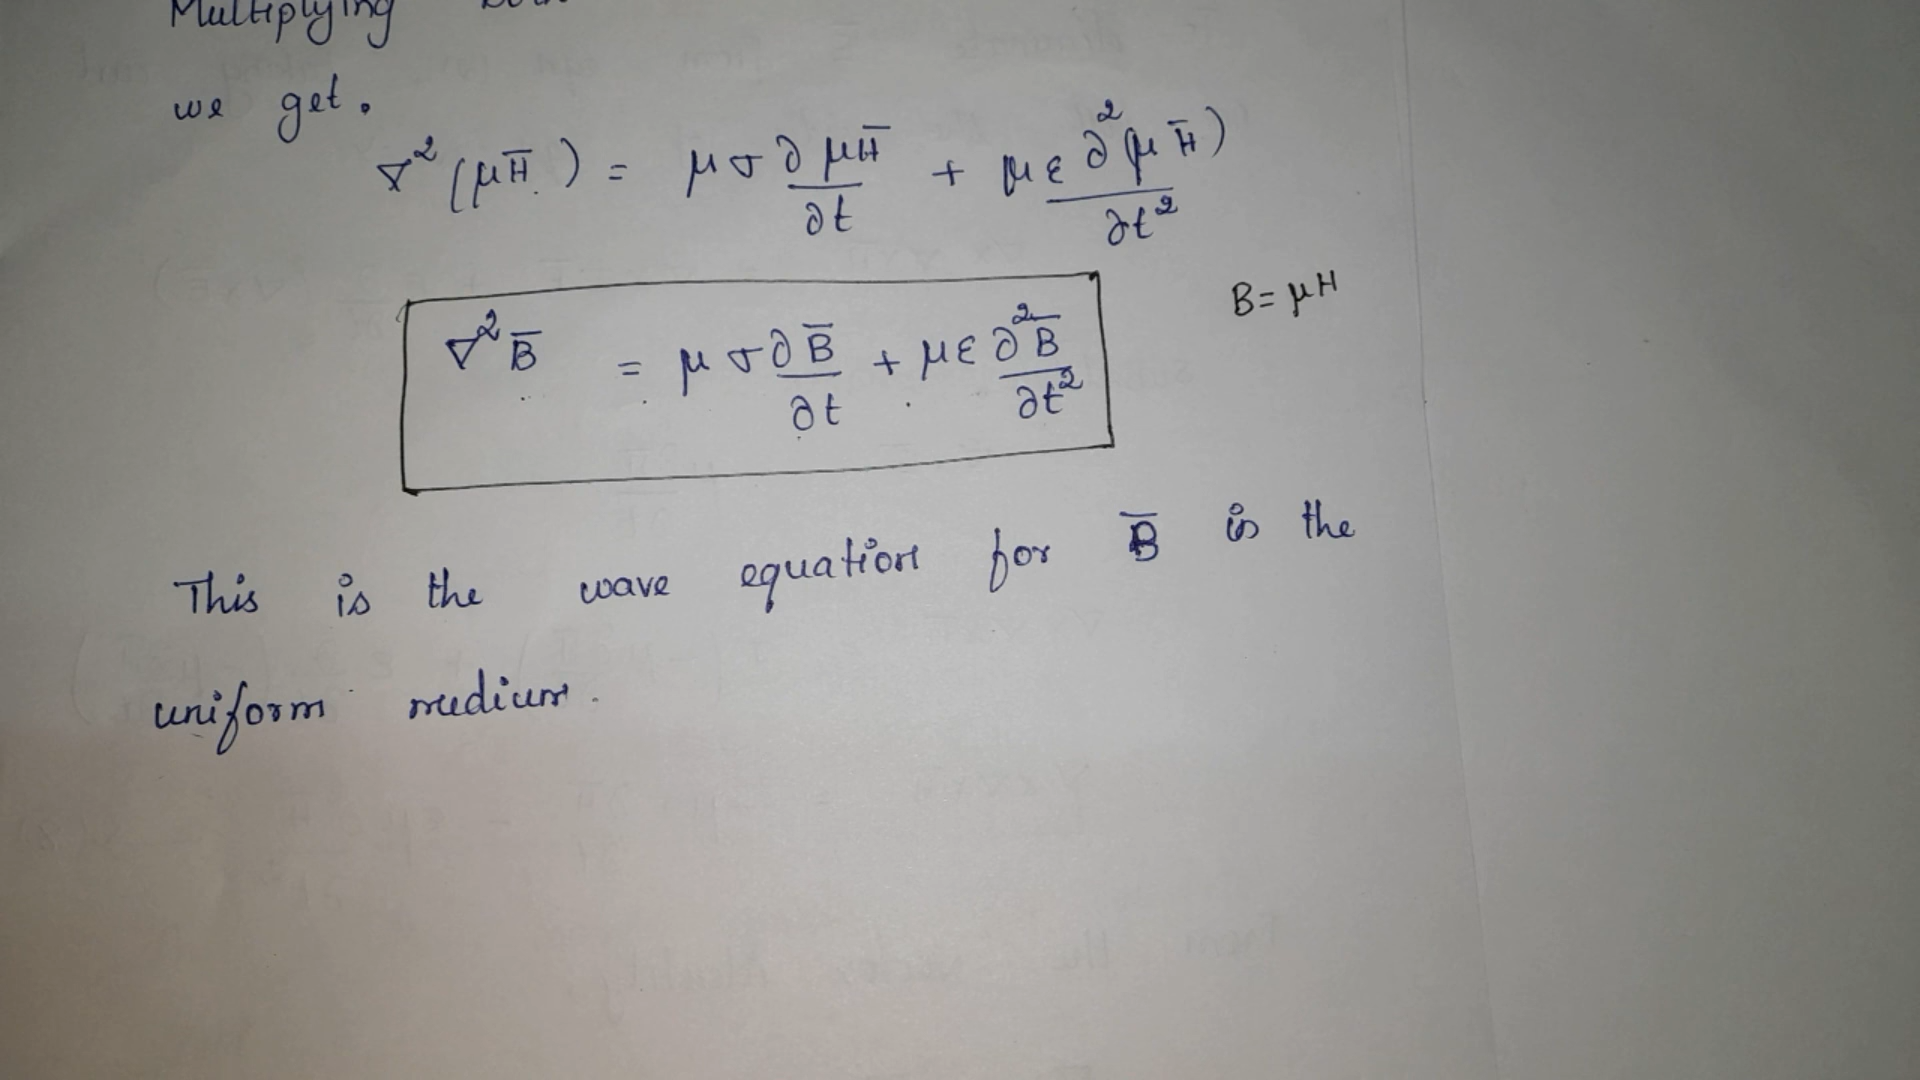 Multiplying
we get.
∇²(μH̄) = μσ ∂μH̄/∂t + με ∂²(μH̄)/∂t²
∇²B̄ = μσ ∂B̄/∂t + με ∂²B̄/∂t²
B = μH
This is the wave equation for B̄ is the
uniform medium.